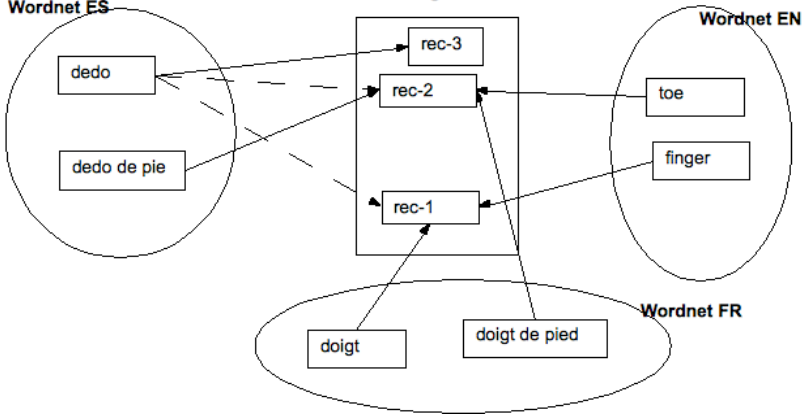 Wordnet ES
Wordnet EN
rec-3
dedo
rec-2
toe
dedo de pie
finger
rec-1
Wordnet FR
doigt
doigt de pied